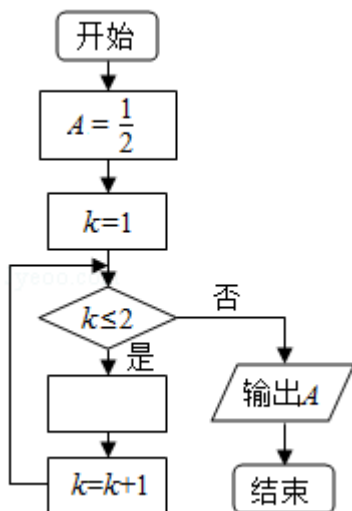 开始
A = 1/2
k=1
k≤2
否
是
输出A
k=k+1
结束